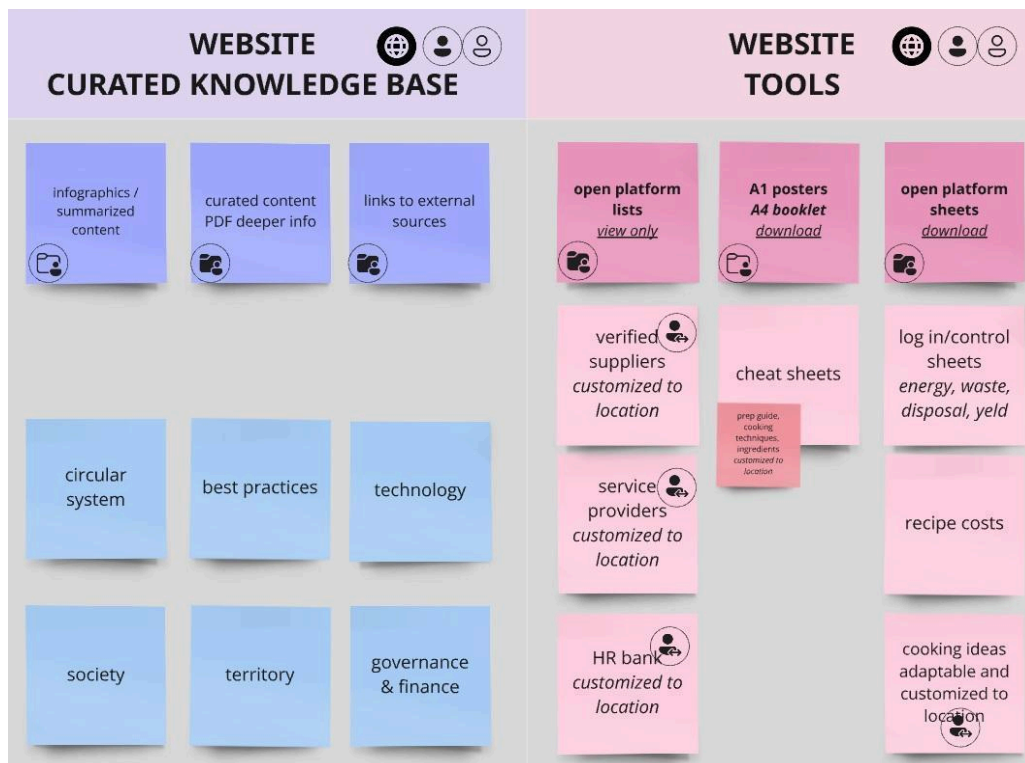 WEBSITE
CURATED KNOWLEDGE BASE
infographics /
summarized
content
curated content
PDF deeper info
links to external
sources
circular
system
best practices
technology
society
territory
governance
& finance
WEBSITE
TOOLS
open platform
lists
view only
A1 posters
A4 booklet
download
open platform
sheets
download
verified
suppliers
customized to
location
cheat sheets
prep guide,
cooking
techniques,
ingredients
customized to
location
log in/control
sheets
energy, waste,
disposal, yeld
service
providers
customized to
location
recipe costs
HR bank
customized to
location
cooking ideas
adaptable and
customized to
location